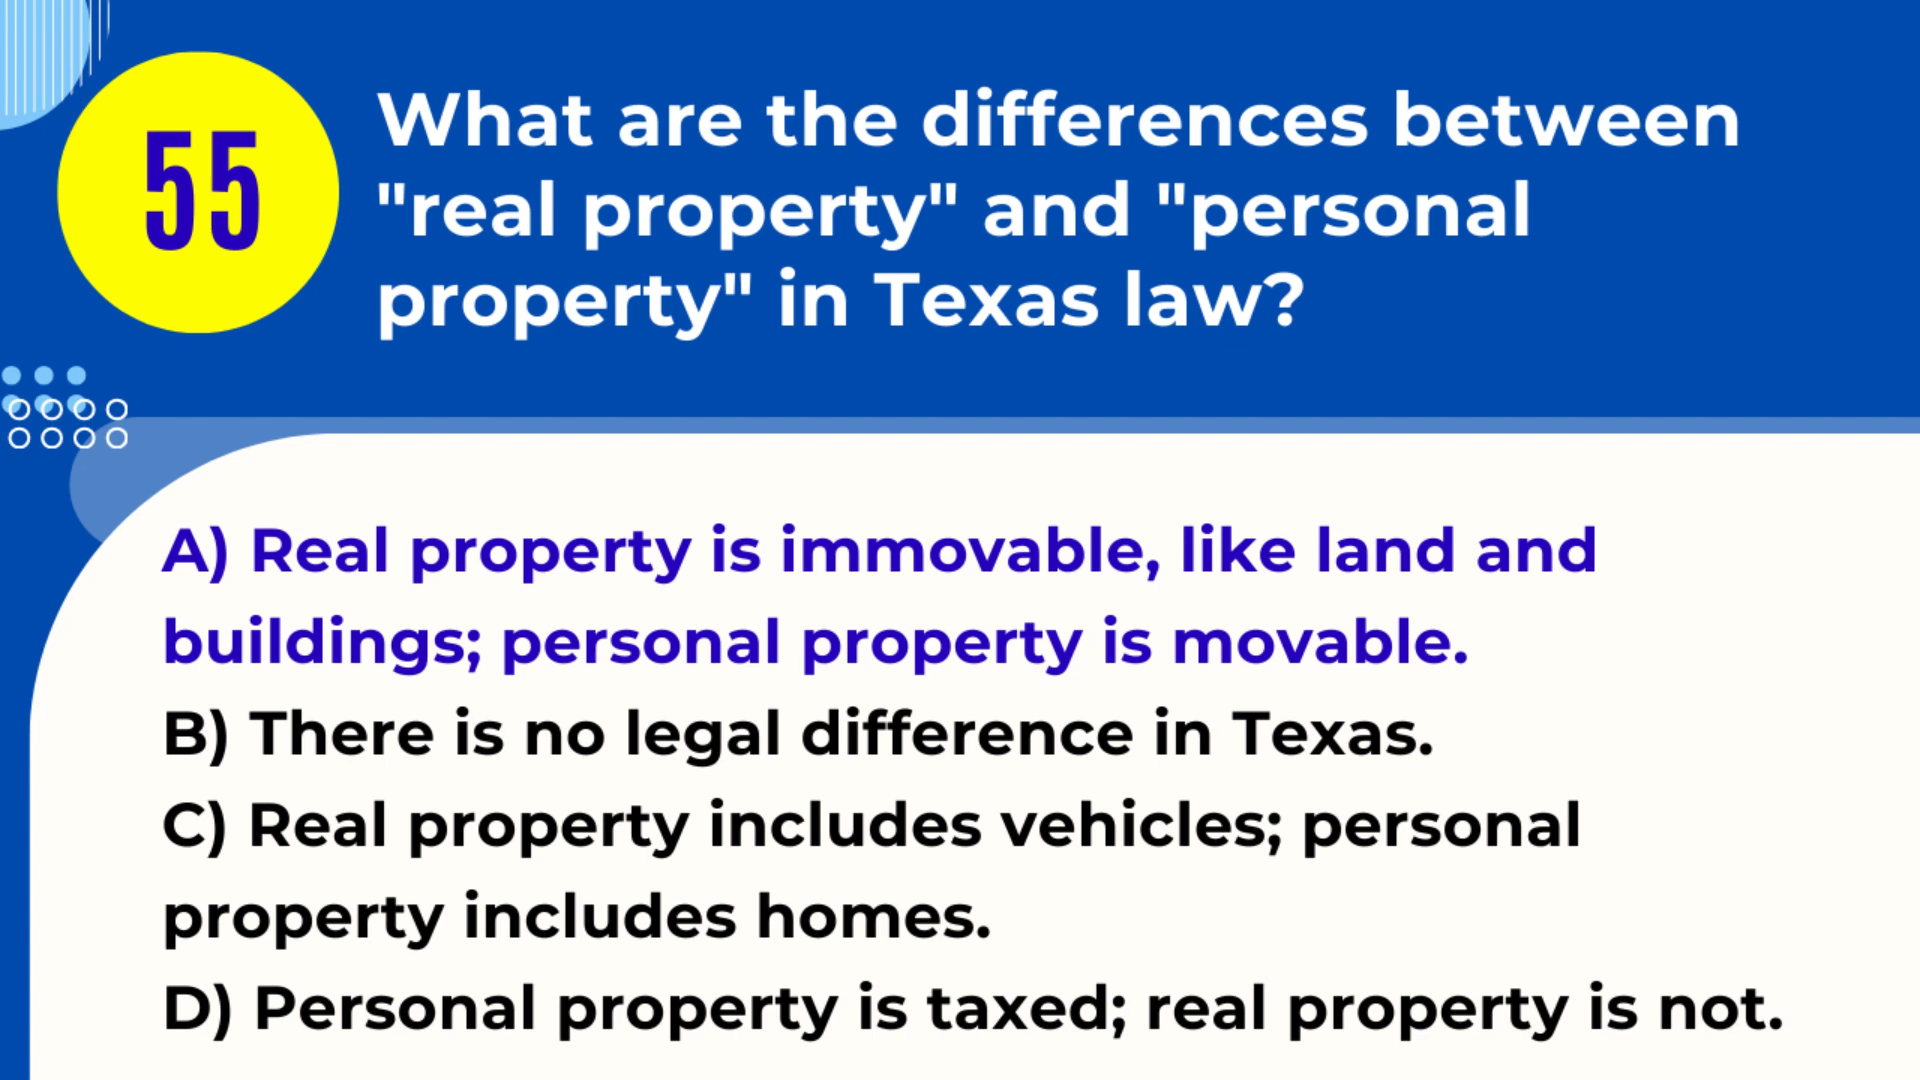 55
What are the differences between
"real property" and "personal
property" in Texas law?
A) Real property is immovable, like land and
buildings; personal property is movable.
B) There is no legal difference in Texas.
C) Real property includes vehicles; personal
property includes homes.
D) Personal property is taxed; real property is not.